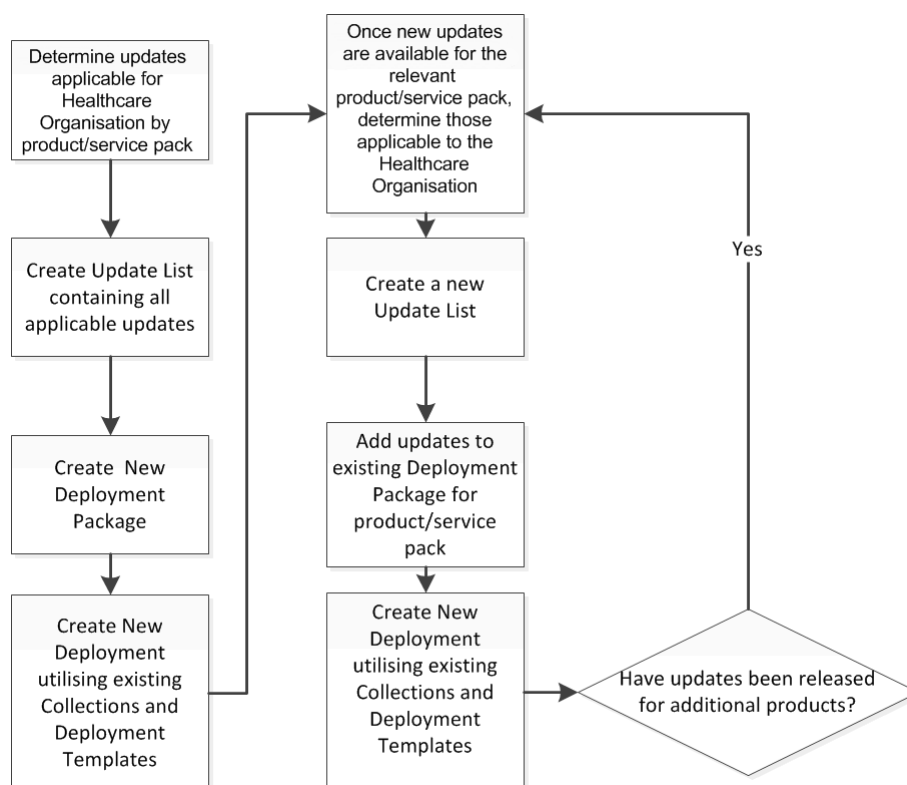 Determine updates
applicable for
Healthcare
Organisation by
product/service pack
Create Update List
containing all
applicable updates
Create New
Deployment
Package
Create New
Deployment
utilising existing
Collections and
Deployment
Templates
Once new updates
are available for the
relevant
product/service pack,
determine those
applicable to the
Healthcare
Organisation
Create a new
Update List
Add updates to
existing Deployment
Package for
product/service
pack
Create New
Deployment
utilising existing
Collections and
Deployment
Templates
Have updates been released
for additional products?
Yes